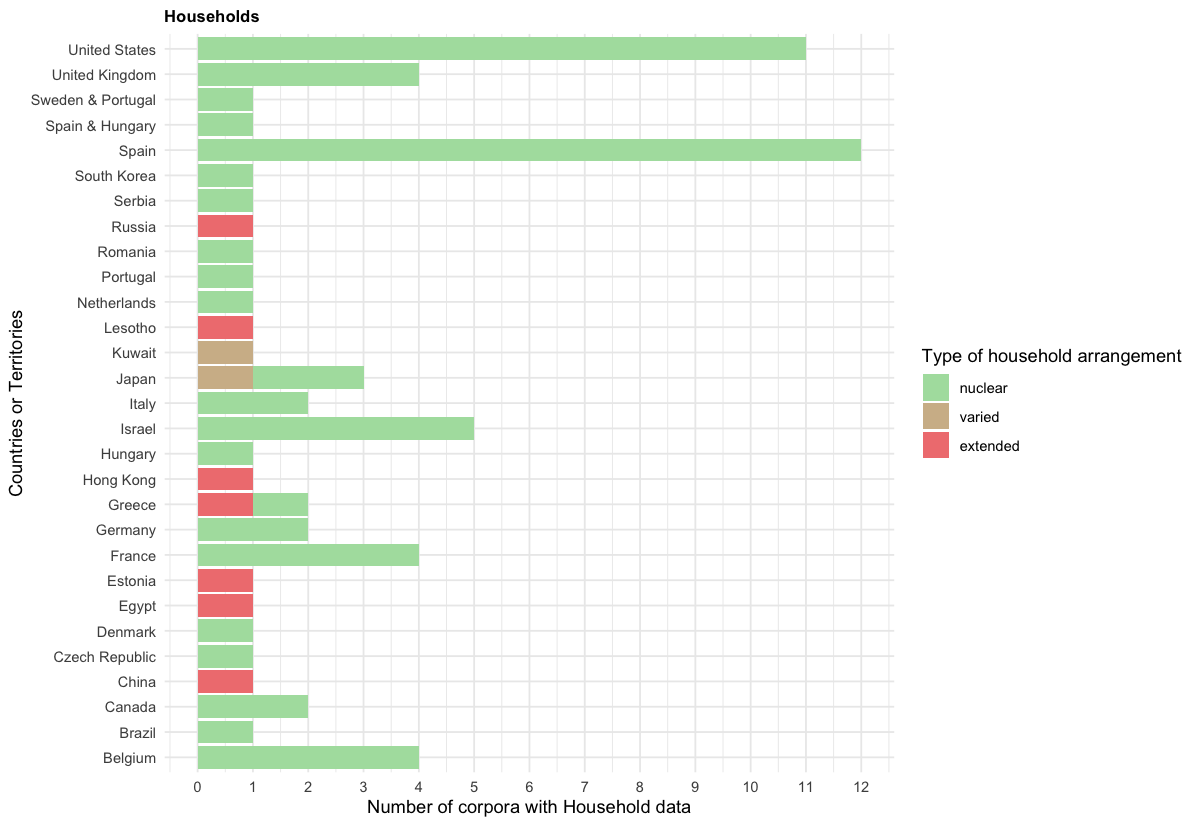 Households
United States
United Kingdom
Sweden & Portugal
Spain & Hungary
Spain
South Korea
Serbia
Russia
Romania
Portugal
Netherlands
Lesotho
Kuwait
Japan
Italy
Israel
Hungary
Hong Kong
Greece
Germany
France
Estonia
Egypt
Denmark
Czech Republic
China
Canada
Brazil
Belgium
Countries or Territories
0 1 2 3 4 5 6 7 8 9 10 11 12
Number of corpora with Household data
Type of household arrangement
nuclear
varied
extended